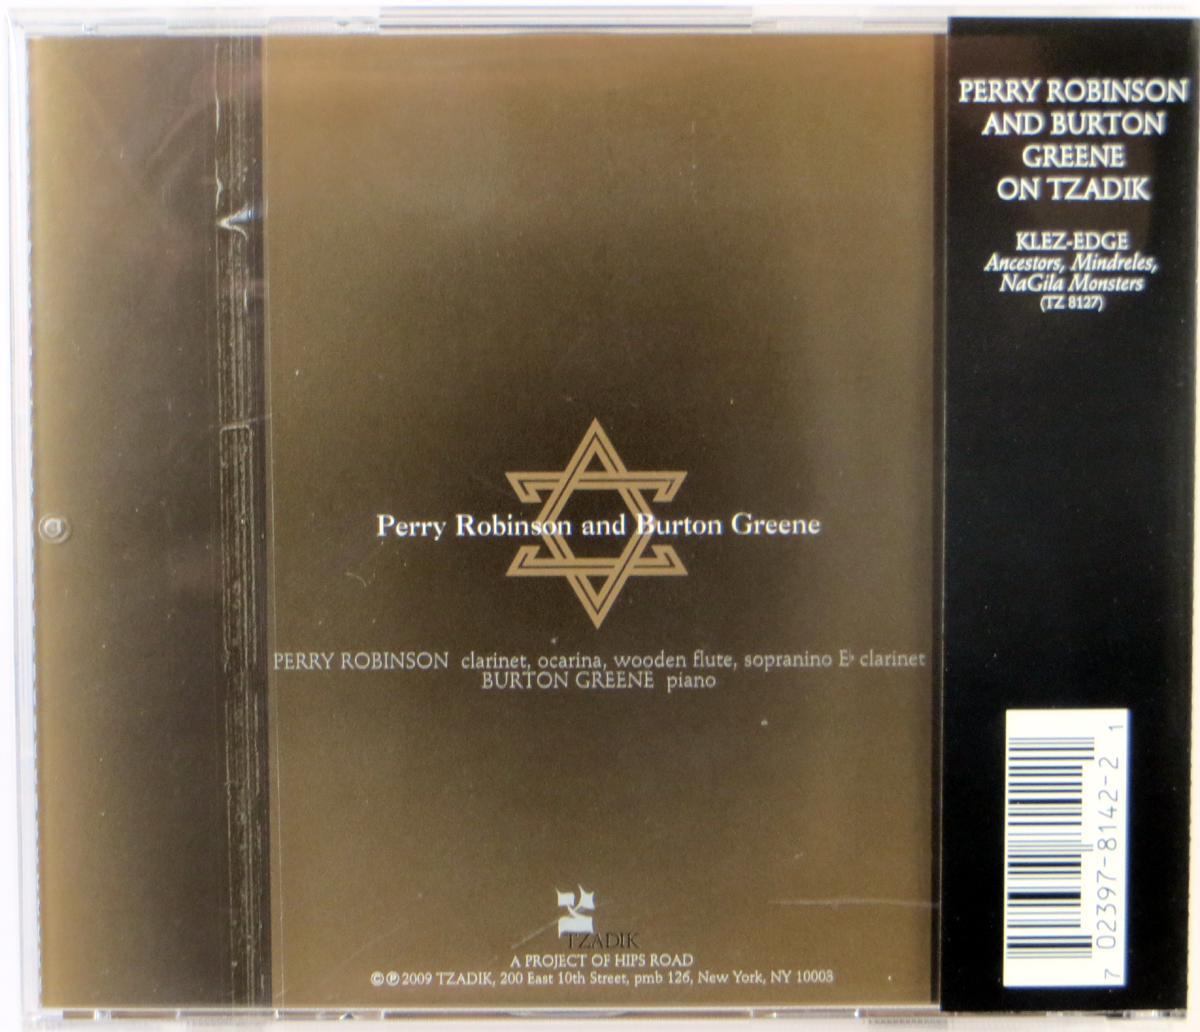 Perry Robinson and Burton Greene
PERRY ROBINSON clarinet, ocarina, wooden flute, sopranino E♭ clarinet
BURTON GREENE piano
צ
TZADIK
A PROJECT OF HIPS ROAD
©℗2009 TZADIK, 200 East 10th Street, pmb 126, New York, NY 10003
PERRY ROBINSON
AND BURTON
GREENE
ON TZADIK
KLEZ-EDGE
Ancestors, Mindreles,
NaGila Monsters
(TZ 8127)
7 02397-8142-2 1